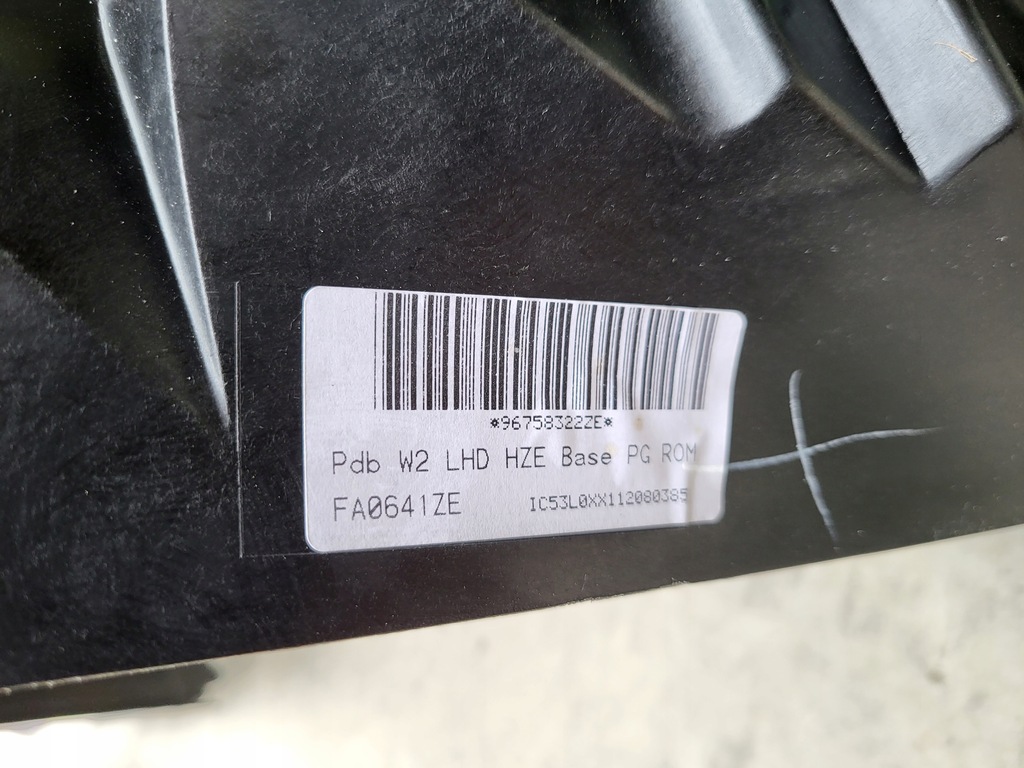 *96758322ZE*
Pdb W2 LHD HZE Base PG ROM
FA0641ZE IC53L0XX112080385